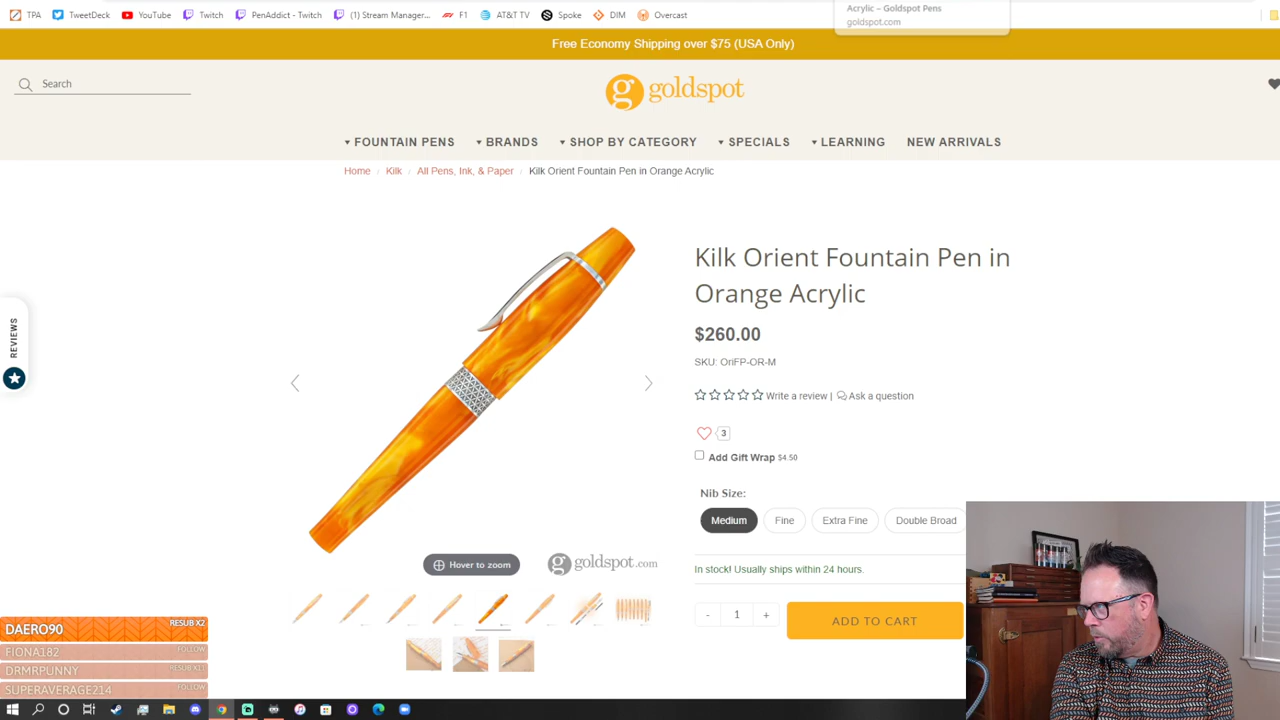 TPA TweetDeck YouTube Twitch PenAddict - Twitch (1) Stream Manager... F1 AT&T TV Spoke DIM Overcast
Acrylic – Goldspot Pens
goldspot.com
Free Economy Shipping over $75 (USA Only)
Search
g goldspot
FOUNTAIN PENS BRANDS SHOP BY CATEGORY SPECIALS LEARNING NEW ARRIVALS
Home / Kilk / All Pens, Ink, & Paper / Kilk Orient Fountain Pen in Orange Acrylic
Kilk Orient Fountain Pen in
Orange Acrylic
$260.00
SKU: OriFP-OR-M
Write a review | Ask a question
3
Add Gift Wrap $4.50
Nib Size:
Medium Fine Extra Fine Double Broad
In stock! Usually ships within 24 hours.
- 1 + ADD TO CART
REVIEWS
Hover to zoom
g goldspot.com
DAERO90 RESUB X2
FIONA182 FOLLOW
DRMRPUNNY RESUB X11
SUPERAVERAGE214 FOLLOW